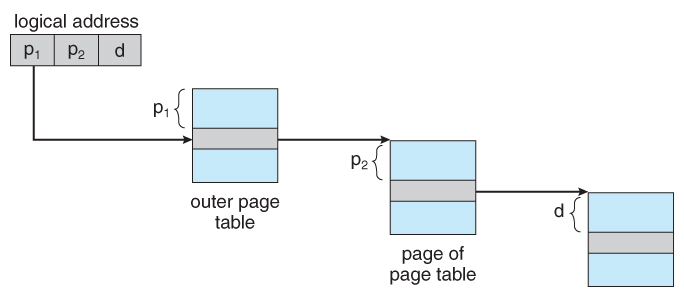 logical address
p₁ p₂ d
p₁
outer page
table
p₂
page of
page table
d